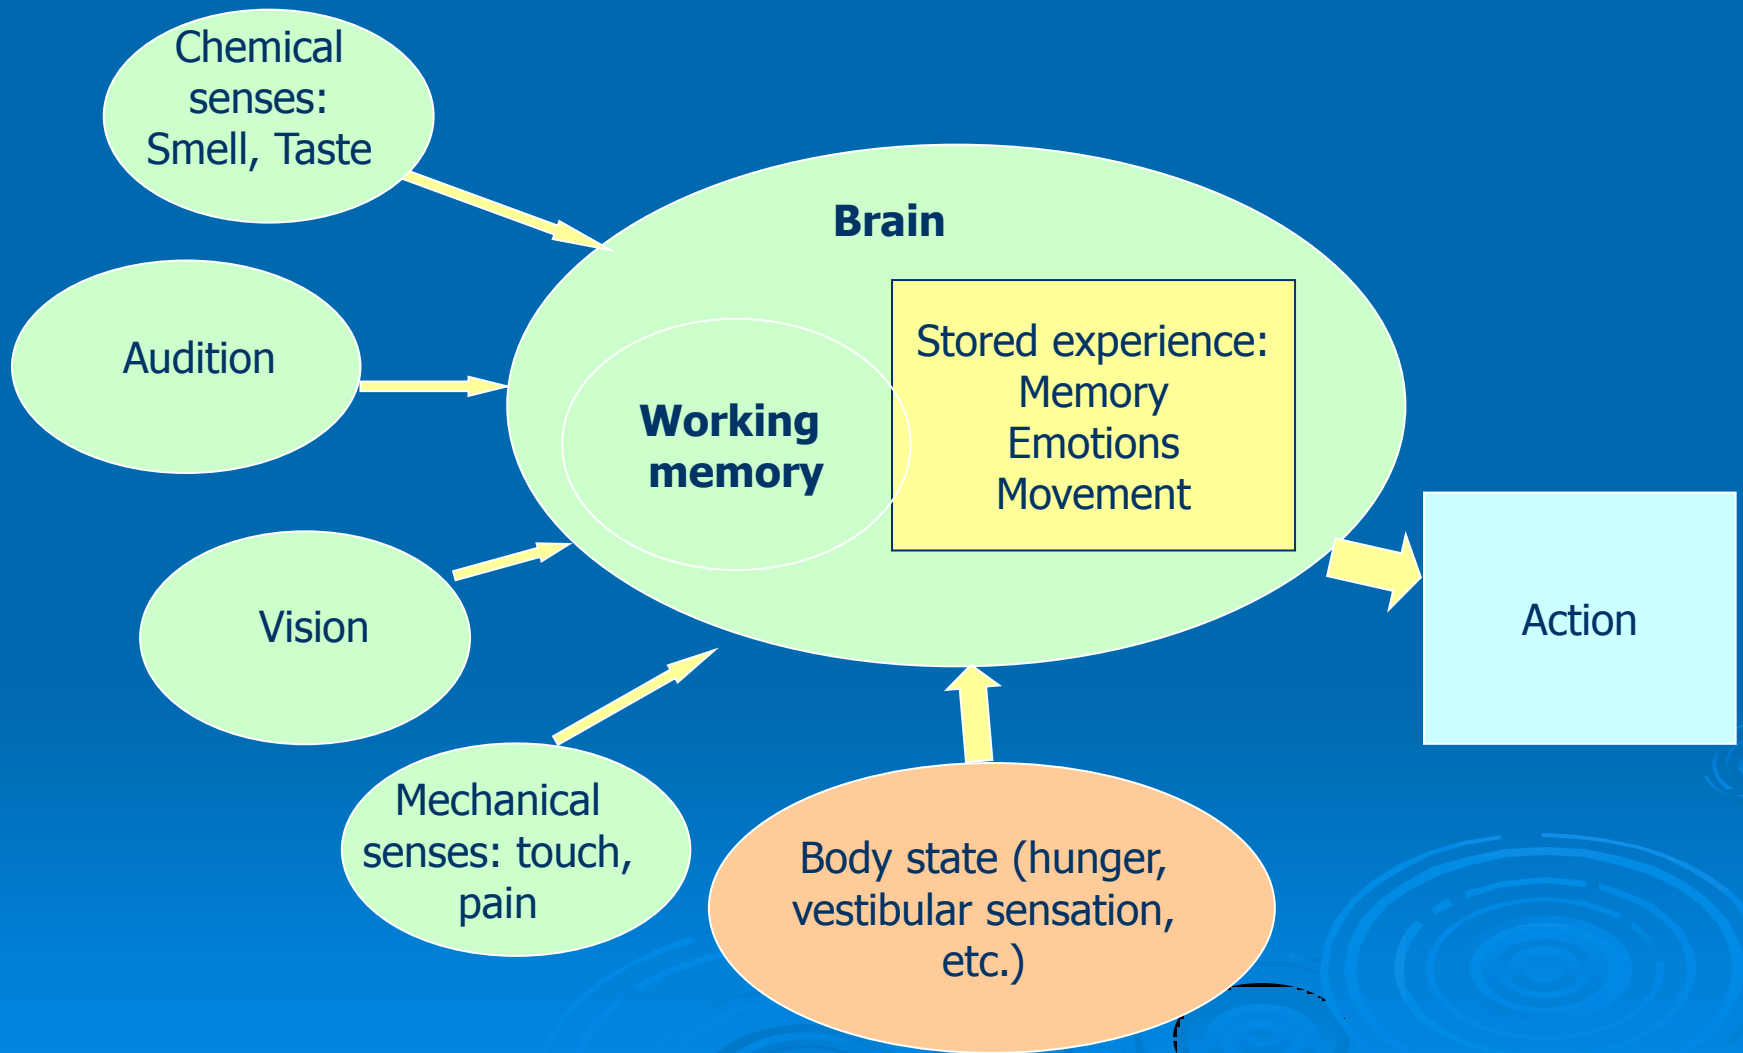 Chemical
senses:
Smell, Taste
Brain
Audition
Stored experience:
Memory
Emotions
Movement
Working
memory
Vision
Action
Mechanical
senses: touch,
pain
Body state (hunger,
vestibular sensation,
etc.)